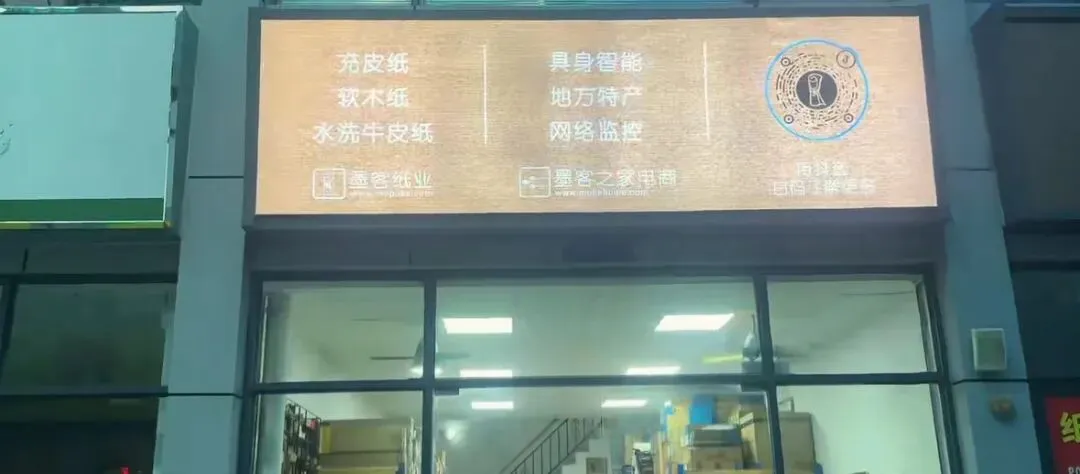 充皮纸
软木纸
水洗牛皮纸
墨客纸业
具身智能
地方特产
网络监控
墨客之家电商